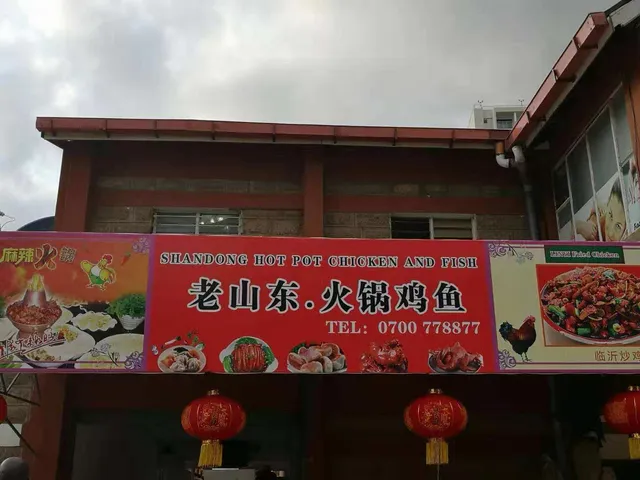 麻辣火锅
SHANDONG HOT POT CHICKEN AND FISH
老山东.火锅鸡鱼
TEL: 0700 778877
LINYI Fried Chicken
临沂炒鸡